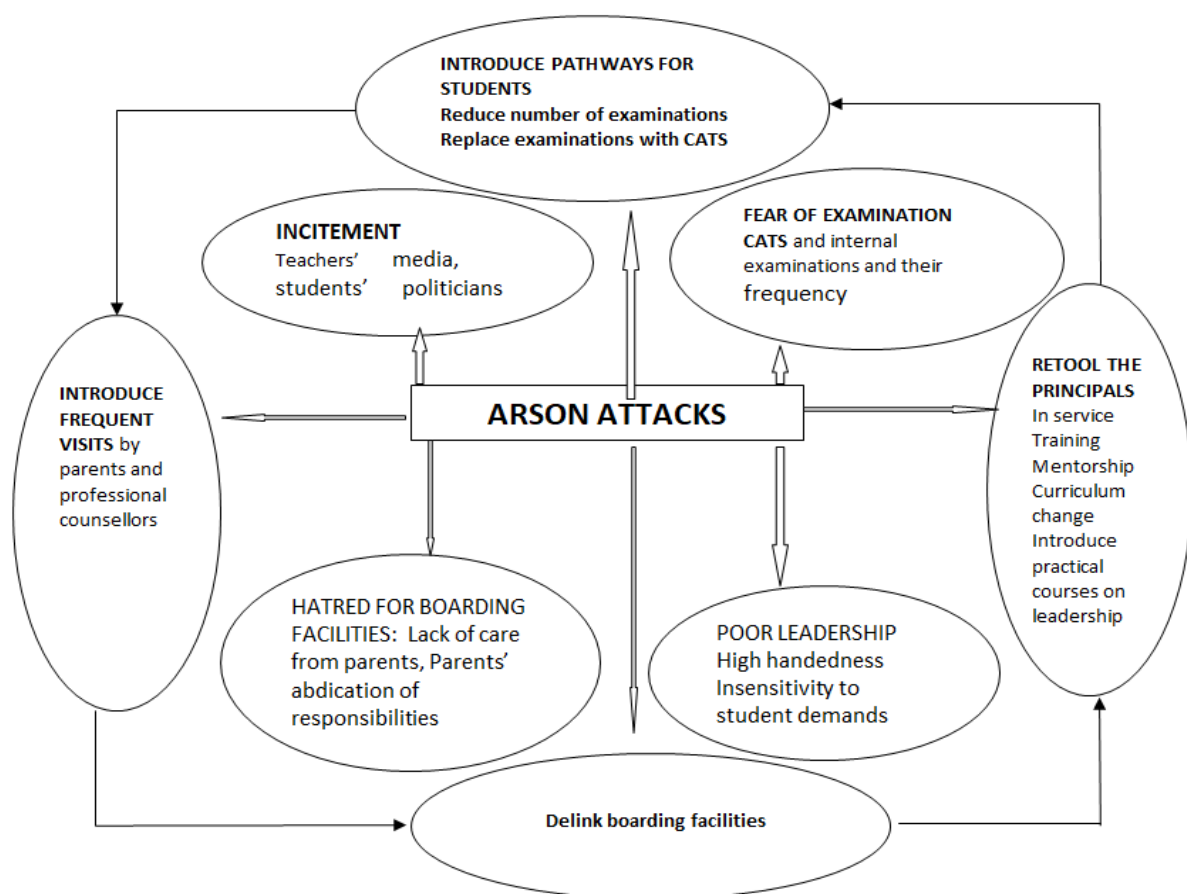 INTRODUCE PATHWAYS FOR
STUDENTS
Reduce number of examinations
Replace examinations with CATS
INCITEMENT
Teachers' media,
students' politicians
FEAR OF EXAMINATION
CATS and internal
examinations and their
frequency
INTRODUCE
FREQUENT
VISITS by
parents and
professional
counsellors
ARSON ATTACKS
RETOOL THE
PRINCIPALS
In service
Training
Mentorship
Curriculum
change
Introduce
practical
courses on
leadership
HATRED FOR BOARDING
FACILITIES: Lack of care
from parents, Parents'
abdication of
responsibilities
POOR LEADERSHIP
High handedness
Insensitivity to
student demands
Delink boarding facilities